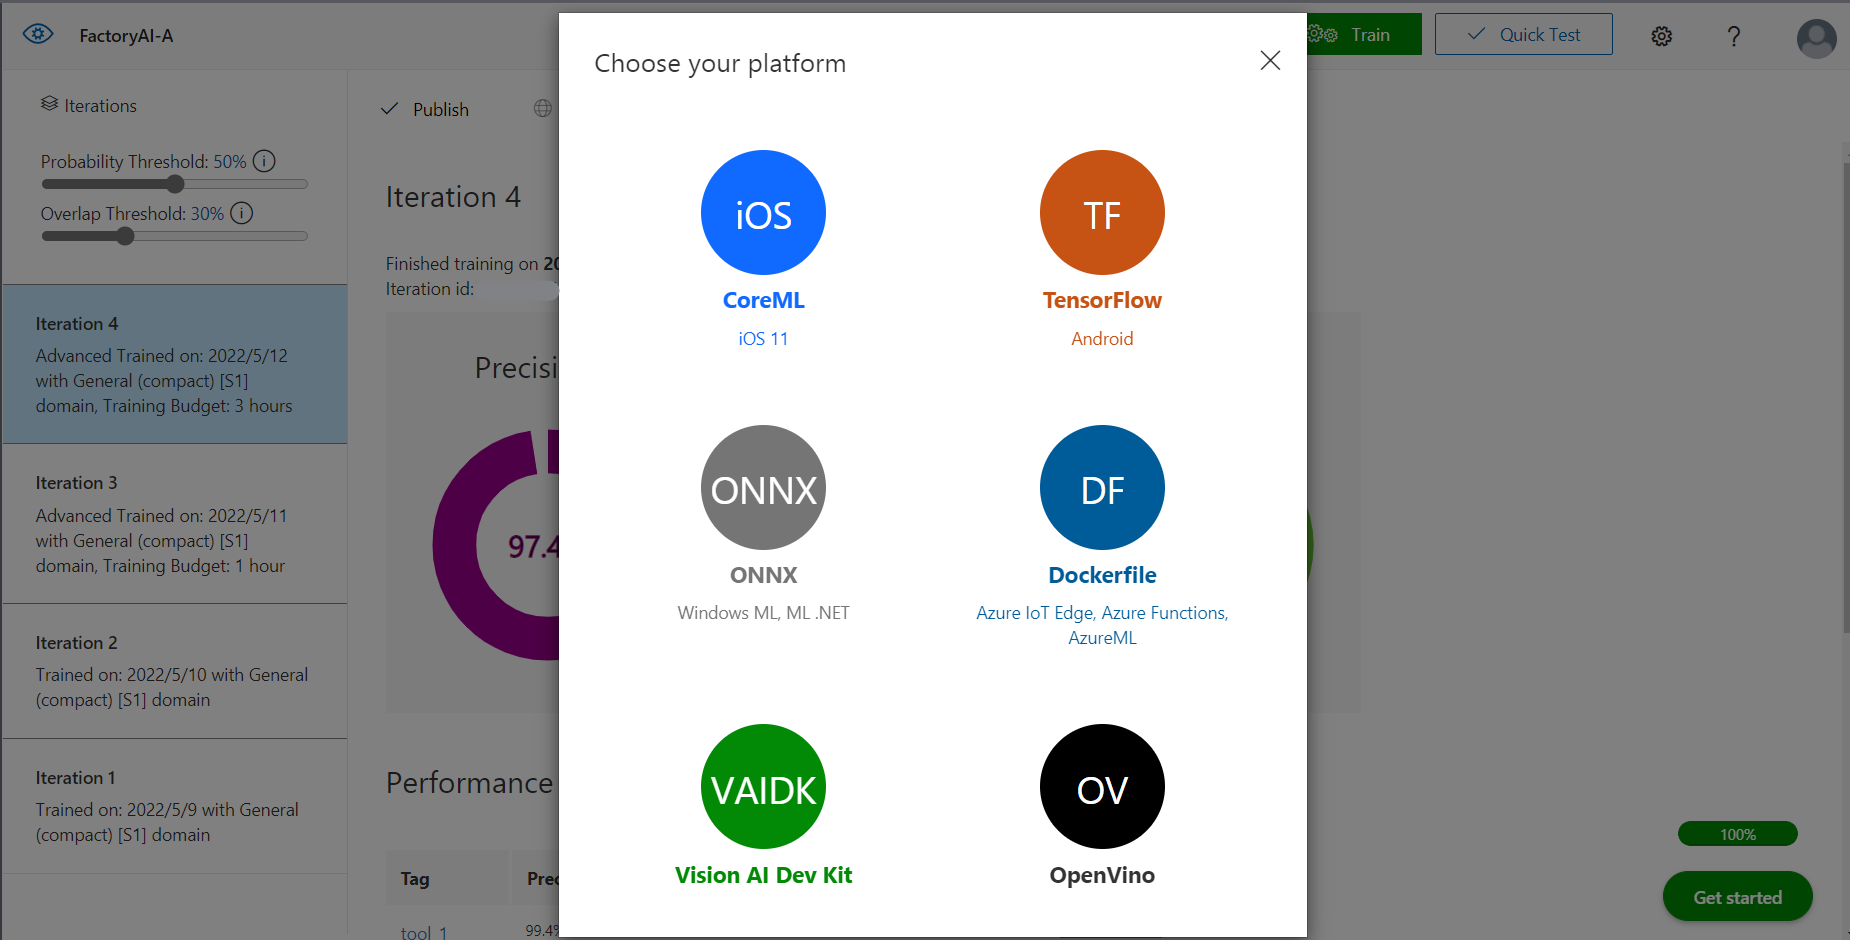 FactoryAI-A
Train
Quick Test
?
Iterations
Probability Threshold: 50%
Overlap Threshold: 30%
Iteration 4
Advanced Trained on: 2022/5/12
with General (compact) [S1]
domain, Training Budget: 3 hours
Iteration 3
Advanced Trained on: 2022/5/11
with General (compact) [S1]
domain, Training Budget: 1 hour
Iteration 2
Trained on: 2022/5/10 with General
(compact) [S1] domain
Iteration 1
Trained on: 2022/5/9 with General
(compact) [S1] domain
Publish
Iteration 4
Finished training on 20
Iteration id:
Precisi
97.4
Performance
Tag
Prec
tool_1
99.4%
Choose your platform
iOS
CoreML
iOS 11
TF
TensorFlow
Android
ONNX
ONNX
Windows ML, ML .NET
DF
Dockerfile
Azure IoT Edge, Azure Functions,
AzureML
VAIDK
Vision AI Dev Kit
OV
OpenVino
100%
Get started